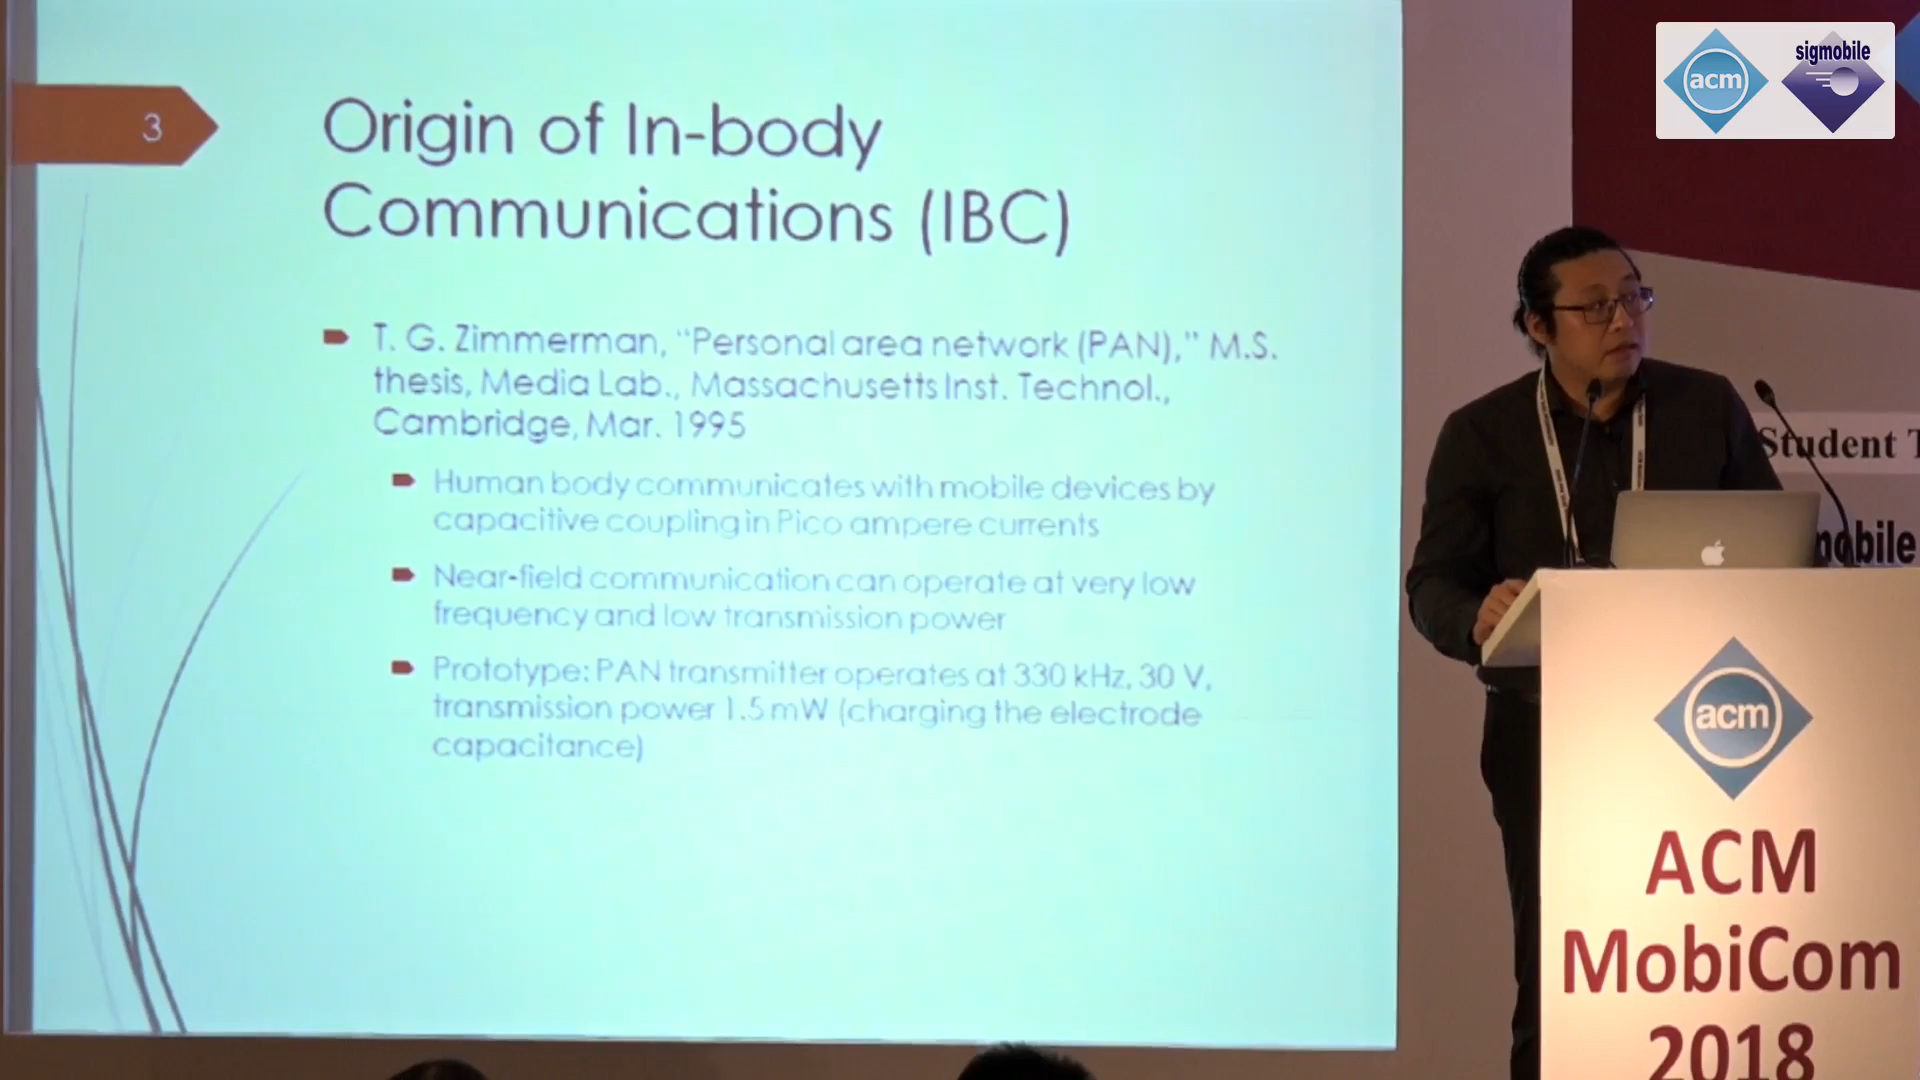 3
Origin of In-body
Communications (IBC)
T. G. Zimmerman, “Personal area network (PAN),” M.S.
thesis, Media Lab., Massachusetts Inst. Technol.,
Cambridge, Mar. 1995
Human body communicates with mobile devices by
capacitive coupling in Pico ampere currents
Near-field communication can operate at very low
frequency and low transmission power
Prototype: PAN transmitter operates at 330 kHz, 30 V,
transmission power 1.5 mW (charging the electrode
capacitance)
acm
sigmobile
Student T
mobile
acm
ACM
MobiCom
2018